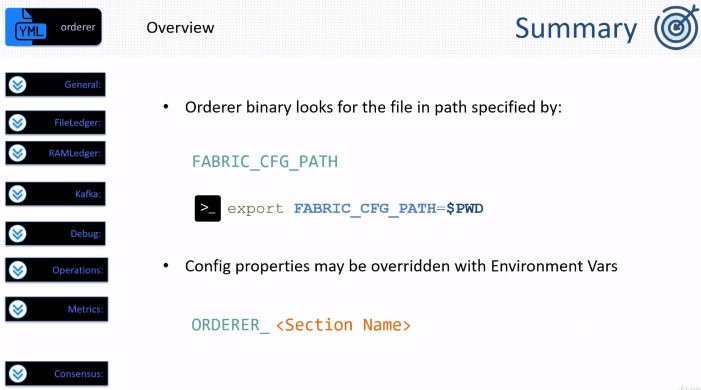 YML
orderer
Overview
Summary
General:
FileLedger:
RAMLedger:
Kafka:
Debug:
Operations:
Metrics:
Consensus:
• Orderer binary looks for the file in path specified by:
FABRIC_CFG_PATH
>_ export FABRIC_CFG_PATH=$PWD
• Config properties may be overridden with Environment Vars
ORDERER_ <Section Name>